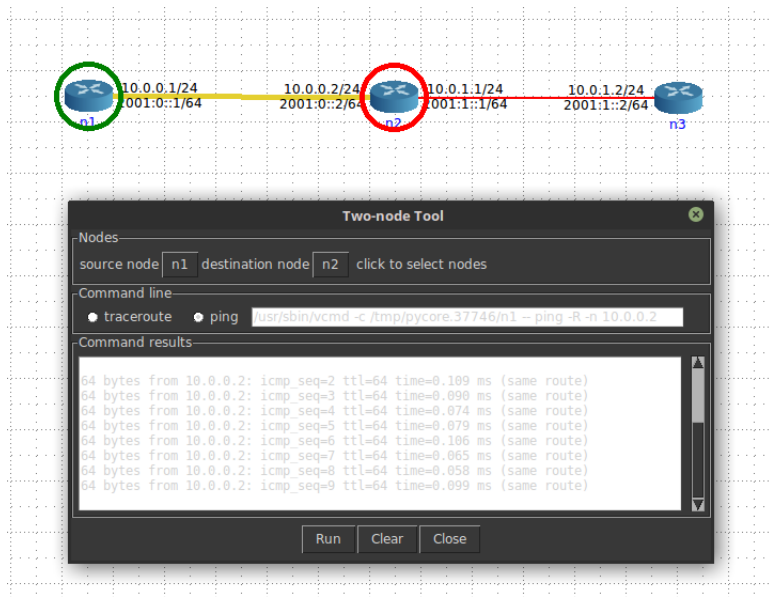 10.0.0.1/24 10.0.0.2/24 10.0.1.1/24 10.0.1.2/24
2001:0::1/64 2001:0::2/64 2001:1::1/64 2001:1::2/64
n1 n2 n3
Two-node Tool
Nodes
source node n1 destination node n2 click to select nodes
Command line
traceroute ping /usr/sbin/vcmd -c /tmp/pycore.37746/n1 -- ping -R -n 10.0.0.2
Command results
64 bytes from 10.0.0.2: icmp_seq=2 ttl=64 time=0.109 ms (same route)
64 bytes from 10.0.0.2: icmp_seq=3 ttl=64 time=0.090 ms (same route)
64 bytes from 10.0.0.2: icmp_seq=4 ttl=64 time=0.074 ms (same route)
64 bytes from 10.0.0.2: icmp_seq=5 ttl=64 time=0.079 ms (same route)
64 bytes from 10.0.0.2: icmp_seq=6 ttl=64 time=0.106 ms (same route)
64 bytes from 10.0.0.2: icmp_seq=7 ttl=64 time=0.065 ms (same route)
64 bytes from 10.0.0.2: icmp_seq=8 ttl=64 time=0.058 ms (same route)
64 bytes from 10.0.0.2: icmp_seq=9 ttl=64 time=0.099 ms (same route)
Run Clear Close